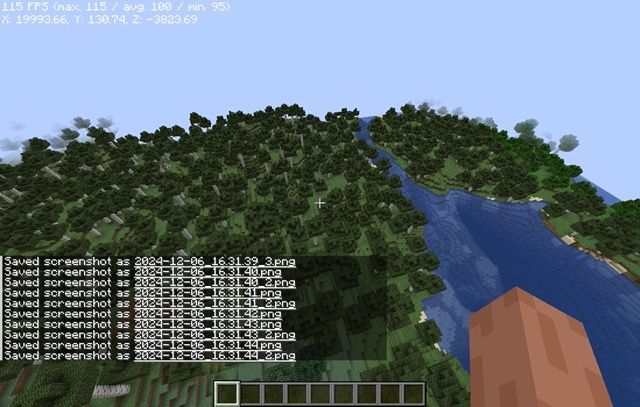 115 FPS (max. 115 / avg. 100 / min. 95)
X: 19993.66, Y: 130.74, Z: -3823.69
Saved screenshot as 2024-12-06_16.31.39_3.png
Saved screenshot as 2024-12-06_16.31.40.png
Saved screenshot as 2024-12-06_16.31.40_2.png
Saved screenshot as 2024-12-06_16.31.41.png
Saved screenshot as 2024-12-06_16.31.41_2.png
Saved screenshot as 2024-12-06_16.31.42.png
Saved screenshot as 2024-12-06_16.31.43.png
Saved screenshot as 2024-12-06_16.31.43_2.png
Saved screenshot as 2024-12-06_16.31.44.png
Saved screenshot as 2024-12-06_16.31.44_2.png